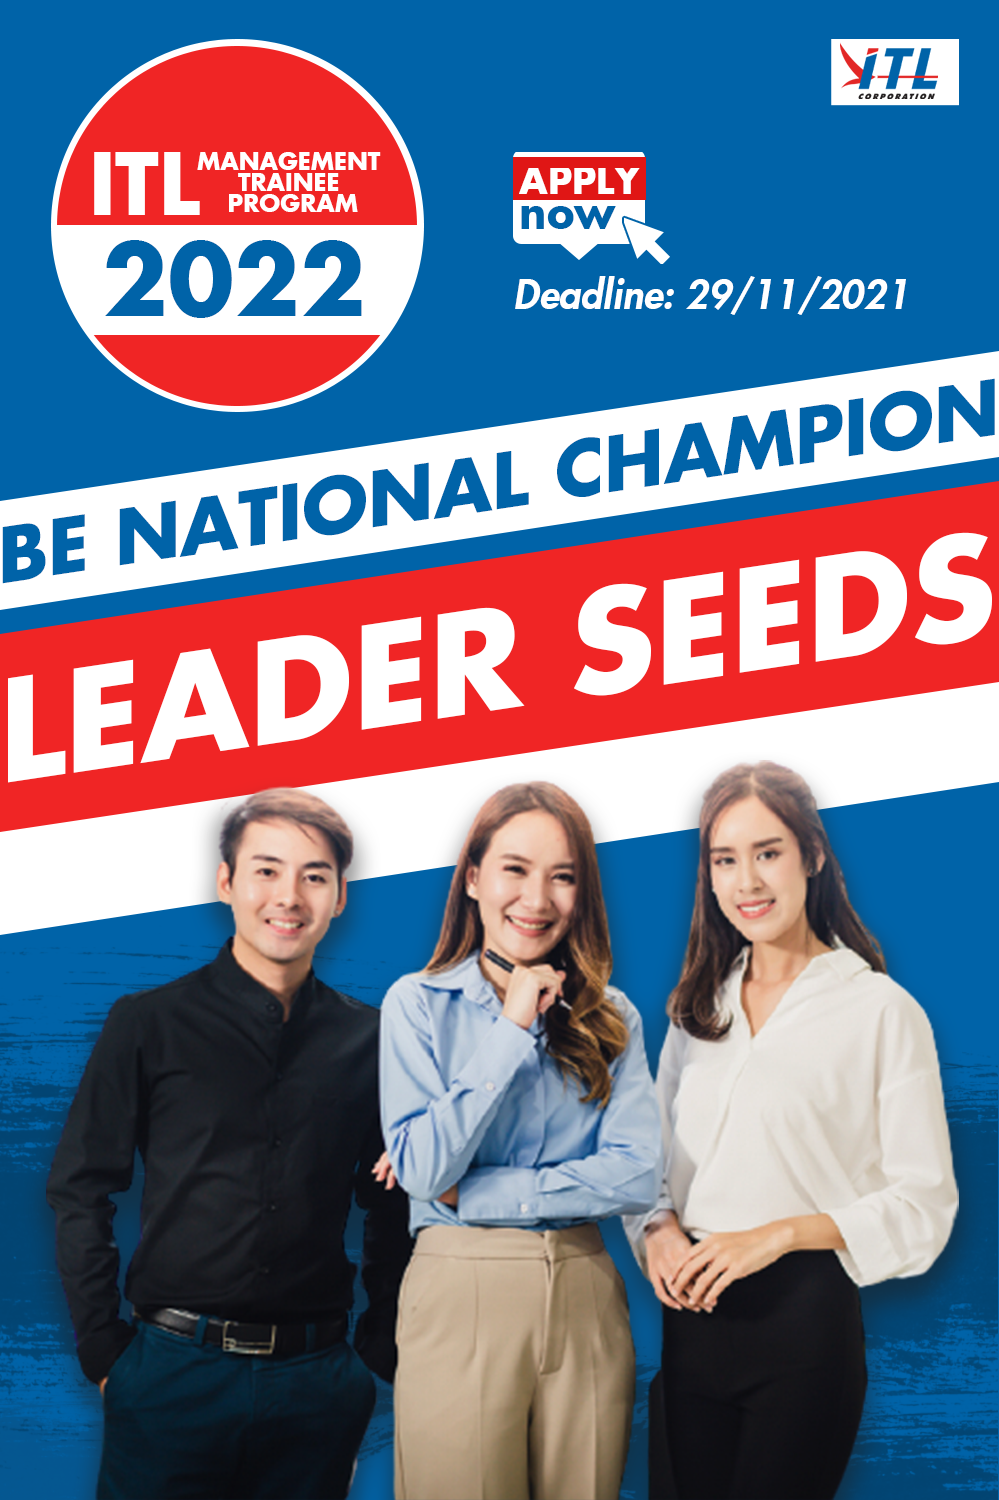 ITL MANAGEMENT
TRAINEE
PROGRAM
2022
ITL
CORPORATION
APPLY
now
Deadline: 29/11/2021
BE NATIONAL CHAMPION
LEADER SEEDS